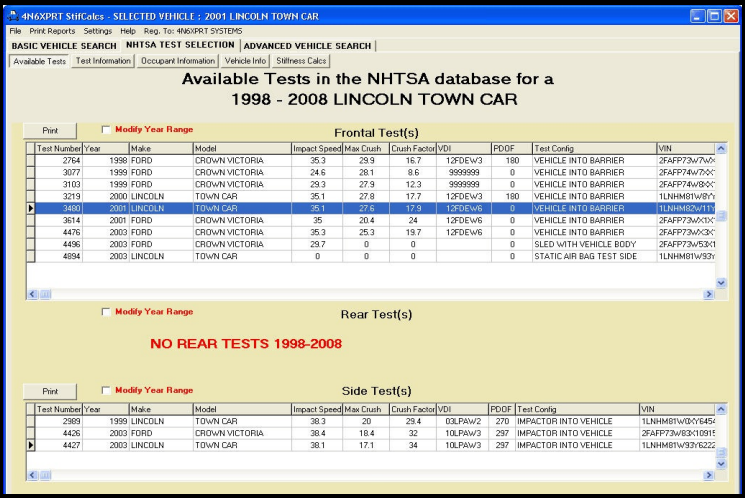 4N6XPRT StifCalcs - SELECTED VEHICLE : 2001 LINCOLN TOWN CAR
File Print Reports Settings Help Reg. To: 4N6XPRT SYSTEMS
BASIC VEHICLE SEARCH NHTSA TEST SELECTION ADVANCED VEHICLE SEARCH
Available Tests Test Information Occupant Information Vehicle Info Stiffness Calcs
Available Tests in the NHTSA database for a
1998 - 2008 LINCOLN TOWN CAR
Print Modify Year Range Frontal Test(s)
Test Number Year Make Model Impact Speed Max Crush Crush Factor VDI PDOF Test Config VIN
2764 1998 FORD CROWN VICTORIA 35.3 29.9 16.7 12FDEW3 180 VEHICLE INTO BARRIER 2FAFP73W7WX
3077 1999 FORD CROWN VICTORIA 24.6 28.1 8.6 9999999 0 VEHICLE INTO BARRIER 2FAFP74W7XX
3103 1999 FORD CROWN VICTORIA 29.3 27.9 12.3 9999999 0 VEHICLE INTO BARRIER 2FAFP74W8XX
3219 2000 LINCOLN TOWN CAR 35.1 27.8 17.7 12FDEW3 180 VEHICLE INTO BARRIER 1LNHM81W8Y
3480 2001 LINCOLN TOWN CAR 35.1 27.6 17.9 12FDEW6 0 VEHICLE INTO BARRIER 1LNHM82W11Y
3614 2001 FORD CROWN VICTORIA 35 20.4 24 12FDEW6 0 VEHICLE INTO BARRIER 2FAFP73WX1X
4476 2003 FORD CROWN VICTORIA 35.3 25.3 19.7 12FDEW6 0 VEHICLE INTO BARRIER 2FAFP73WX3X
4496 2003 FORD CROWN VICTORIA 29.7 0 0 SLED WITH VEHICLE BODY 2FAFP73W53X1
4894 2003 LINCOLN TOWN CAR 0 0 0 STATIC AIR BAG TEST SIDE 1LNHM81W93Y
Modify Year Range Rear Test(s)
NO REAR TESTS 1998-2008
Print Modify Year Range Side Test(s)
Test Number Year Make Model Impact Speed Max Crush Crush Factor VDI PDOF Test Config VIN
2989 1999 LINCOLN TOWN CAR 38.3 20 29.4 03LPAW2 270 IMPACTOR INTO VEHICLE 1LNHM81W0XY6454
4426 2003 FORD CROWN VICTORIA 38.4 18.4 32 10LPAW3 297 IMPACTOR INTO VEHICLE 2FAFP73W83X10915
4427 2003 LINCOLN TOWN CAR 38.1 17.1 34 10LPAW3 297 IMPACTOR INTO VEHICLE 1LNHM81W93Y6222